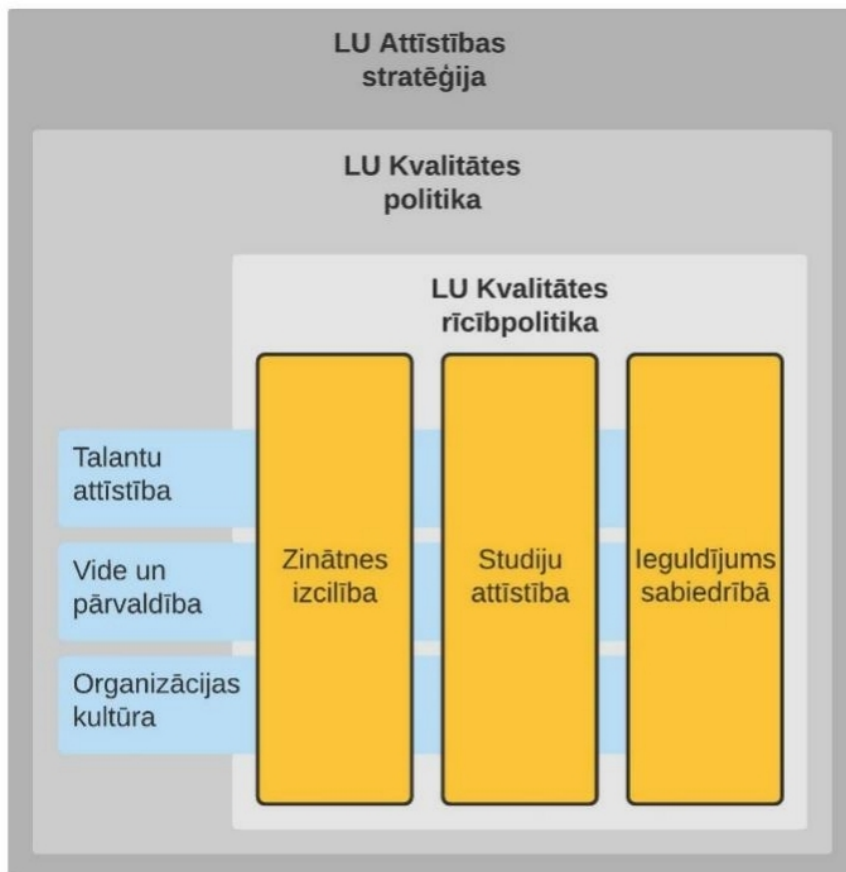 LU Attīstības
stratēģija
LU Kvalitātes
politika
LU Kvalitātes
rīcībpolitika
Talantu
attīstība
Vide un
pārvaldība
Organizācijas
kultūra
Zinātnes
izcilība
Studiju
attīstība
Ieguldījums
sabiedrībā